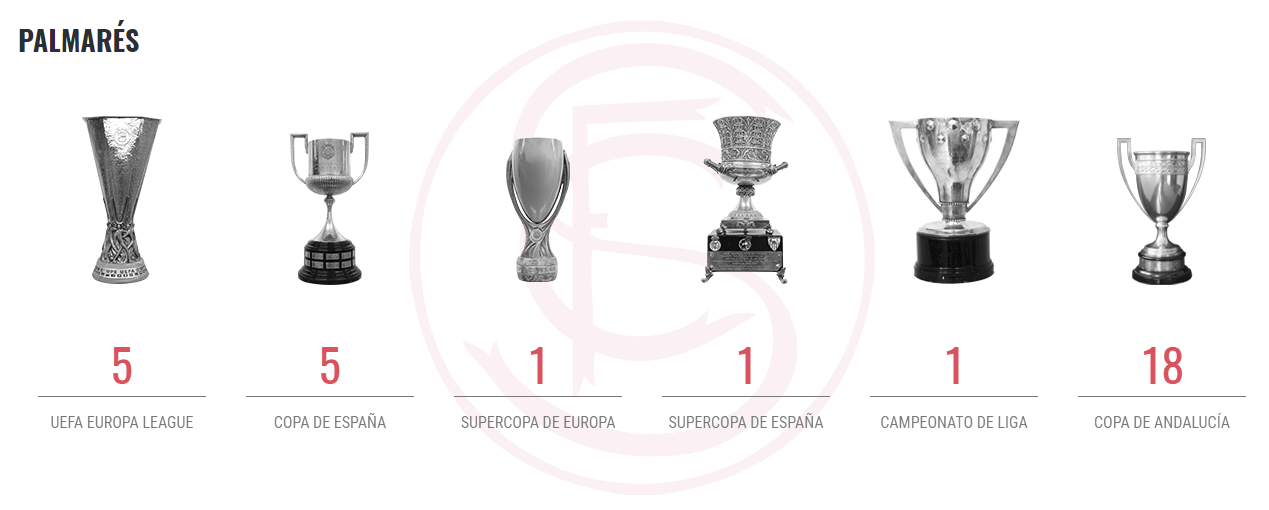 PALMARÉS
5
UEFA EUROPA LEAGUE
5
COPA DE ESPAÑA
1
SUPERCOPA DE EUROPA
1
SUPERCOPA DE ESPAÑA
1
CAMPEONATO DE LIGA
18
COPA DE ANDALUCÍA